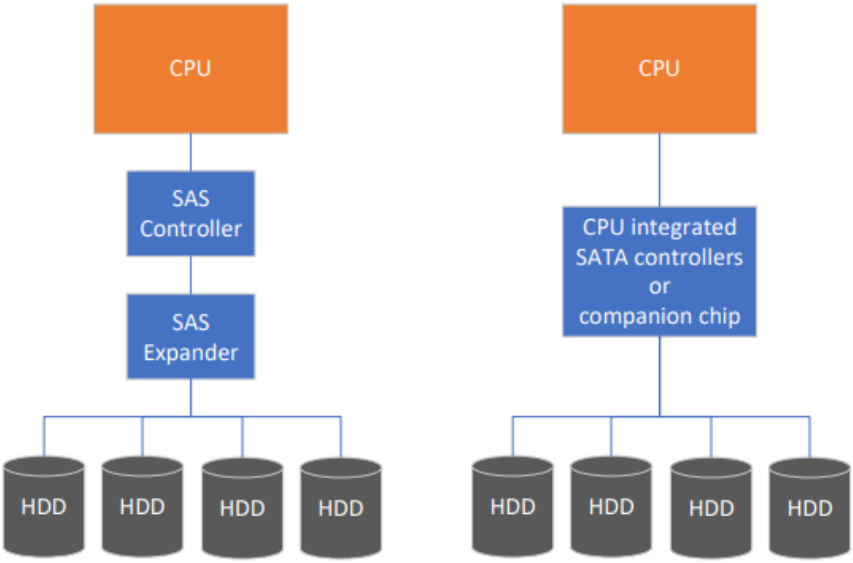 CPU
SAS
Controller
SAS
Expander
HDD
HDD
HDD
HDD
CPU
CPU integrated
SATA controllers
or
companion chip
HDD
HDD
HDD
HDD